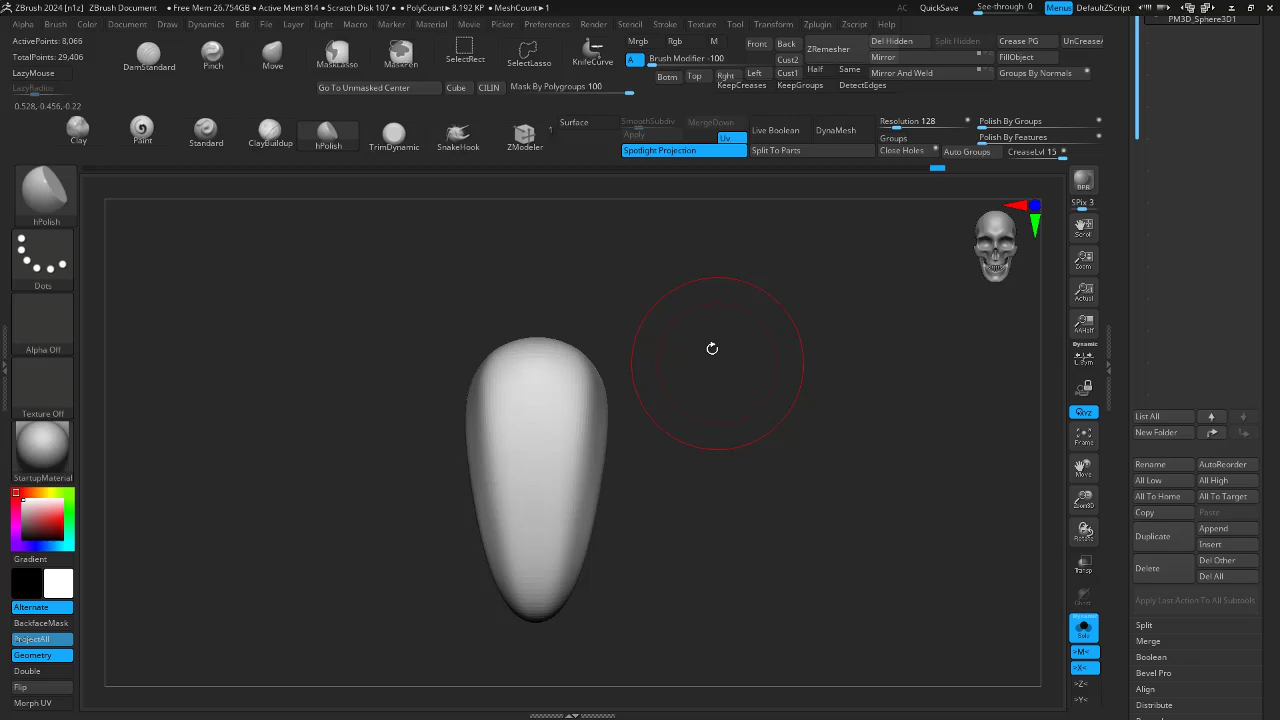 ZBrush 2024 [n1z] ZBrush Document • Free Mem 26.754GB • Active Mem 814 • Scratch Disk 107 • PolyCount▸8.192 KP • MeshCount▸1 AC QuickSave See-through 0 Menus DefaultZScript
Alpha Brush Color Document Draw Dynamics Edit File Layer Light Macro Marker Material Movie Picker Preferences Render Stencil Stroke Texture Tool Transform Zplugin Zscript Help
PM3D_Sphere3D1
ActivePoints: 8,066
TotalPoints: 29,406
LazyMouse
LazyRadius
0.528,-0.456,-0.22
DamStandard
Pinch
Move
MaskLasso
MaskPen
SelectRect
SelectLasso
KnifeCurve
Go To Unmasked Center
Cube
CILIN
Mask By Polygroups 100
Mrgb Rgb M
A Brush Modifier -100
Botm Top Rght Left
Front Back
Cust2
Cust1
ZRemesher
Half Same
KeepCreases KeepGroups DetectEdges
Del Hidden Split Hidden
Mirror
Mirror And Weld
Crease PG UnCrease
FillObject
Groups By Normals
Clay
Paint
Standard
ClayBuildup
hPolish
TrimDynamic
SnakeHook
ZModeler
1
Surface SmoothSubdiv MergeDown
Apply Uv
Spotlight Projection
Live Boolean DynaMesh
Split To Parts
Resolution 128
Groups
Close Holes Auto Groups
Polish By Groups
Polish By Features
CreaseLvl 15
hPolish
Dots
Alpha Off
Texture Off
StartupMaterial
Gradient
Alternate
BackfaceMask
ProjectAll
Geometry
Double
Flip
Morph UV
BPR
SPix 3
Scroll
Zoom
Actual
AAHalf
Dynamic
L.Sym
XYZ
Frame
Move
Zoom3D
Rotate
Transp
Ghost
Dynamic
Solo
>M<
>X<
>Z<
>Y<
List All
New Folder
Rename AutoReorder
All Low All High
All To Home All To Target
Copy Paste
Duplicate Append
Insert
Delete Del Other
Del All
Apply Last Action To All Subtools
Split
Merge
Boolean
Bevel Pro
Align
Distribute